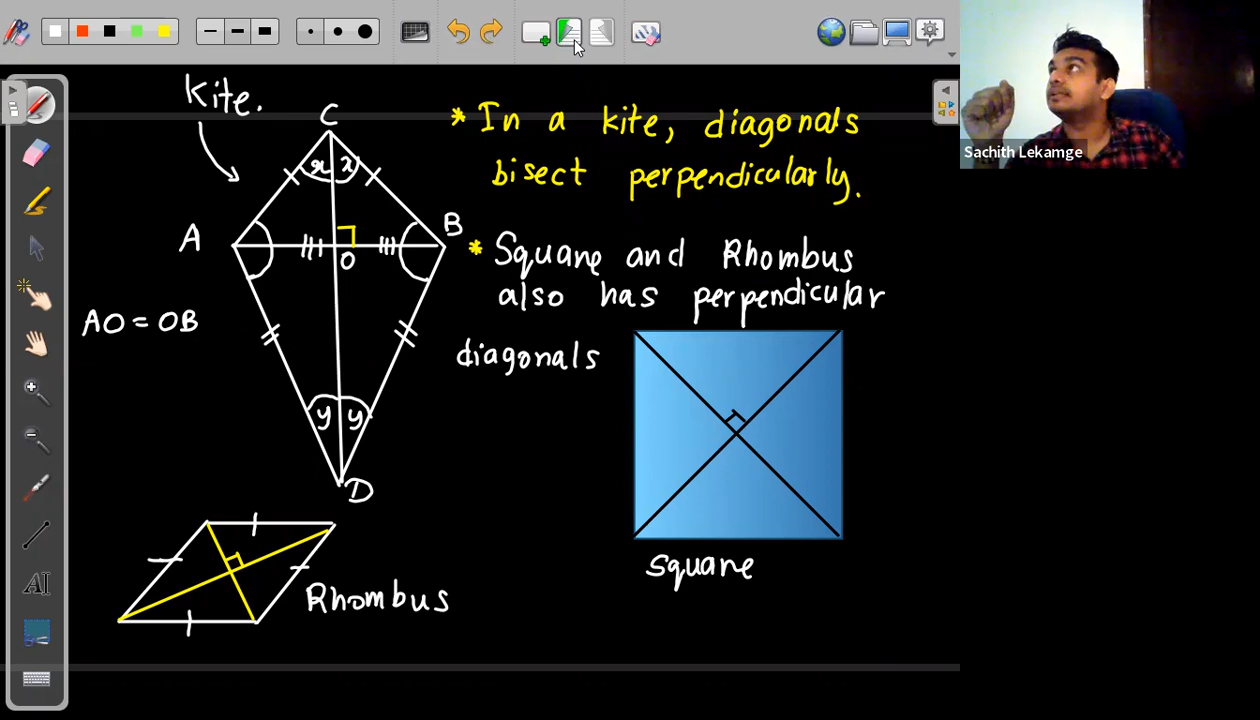 Kite.
C
* In a kite, diagonals
bisect perpendicularly.
Sachith Lekamge
x x
A
B
O
* Square and Rhombus
also has perpendicular
diagonals
AO = OB
y y
D
Rhombus
Square
AI